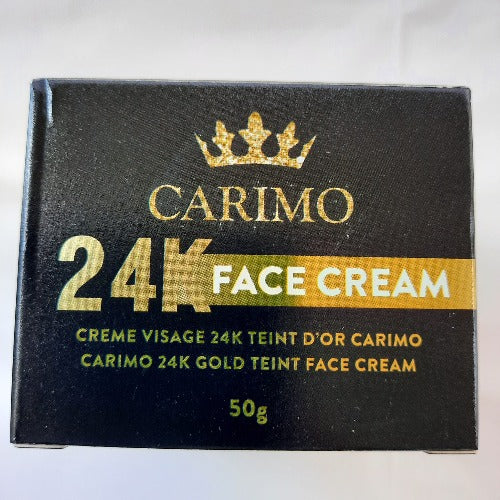 CARIMO
24K FACE CREAM
CREME VISAGE 24K TEINT D'OR CARIMO
CARIMO 24K GOLD TEINT FACE CREAM
50g